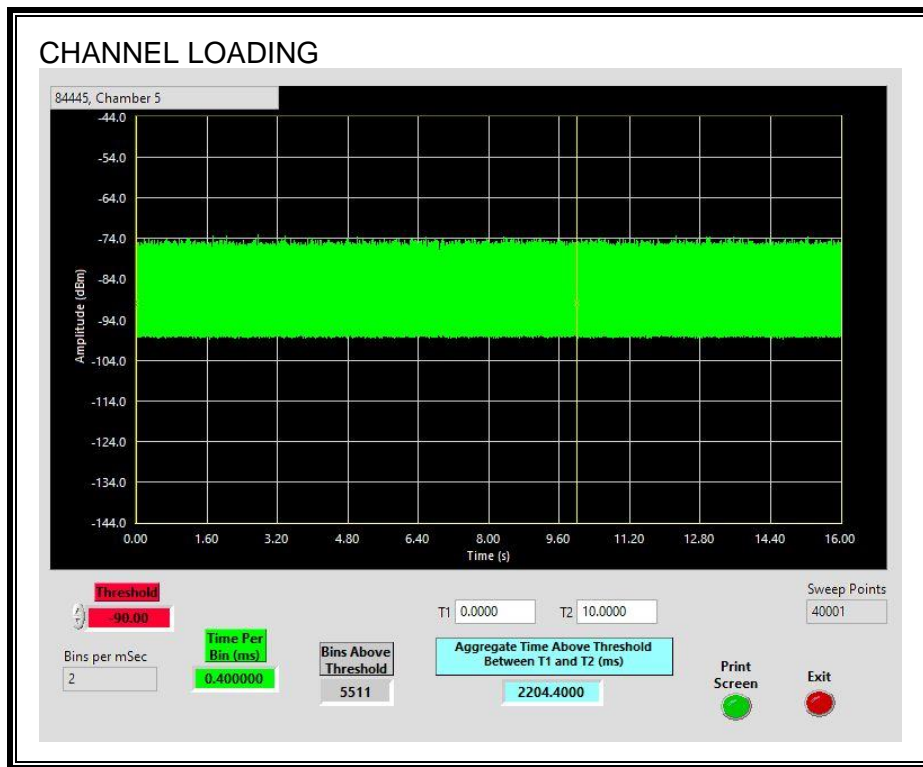 CHANNEL LOADING
84445, Chamber 5
-44.0
-54.0
-64.0
-74.0
-84.0
-94.0
-104.0
-114.0
-124.0
-134.0
-144.0
Amplitude (dBm)
0.00 1.60 3.20 4.80 6.40 8.00 9.60 11.20 12.80 14.40 16.00
Time (s)
Threshold
-90.00
Bins per mSec
2
Time Per
Bin (ms)
0.400000
Bins Above
Threshold
5511
T1 0.0000 T2 10.0000
Aggregate Time Above Threshold
Between T1 and T2 (ms)
2204.4000
Sweep Points
40001
Print
Screen
Exit